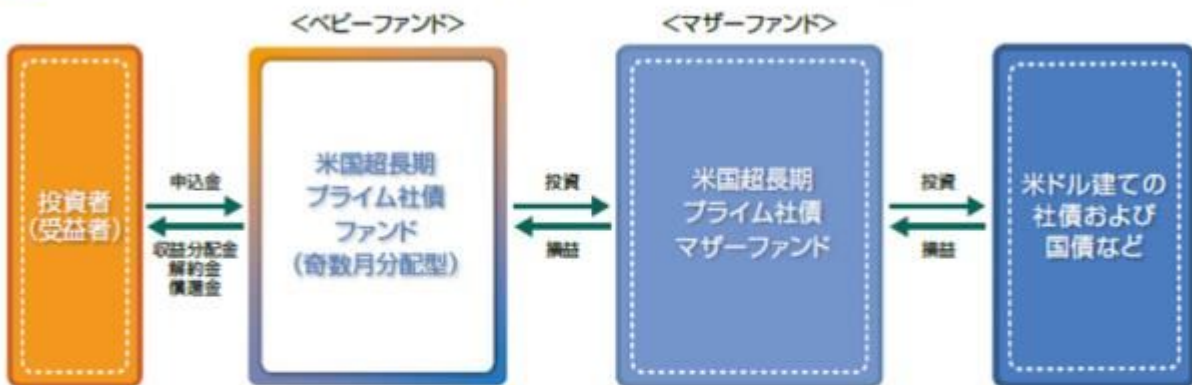 <ベビーファンド>
<マザーファンド>
投資者
(受益者)
申込金
収益分配金
解約金
償還金
米国超長期
プライム社債
ファンド
(奇数月分配型)
投資
損益
米国超長期
プライム社債
マザーファンド
投資
損益
米ドル建ての
社債および
国債など